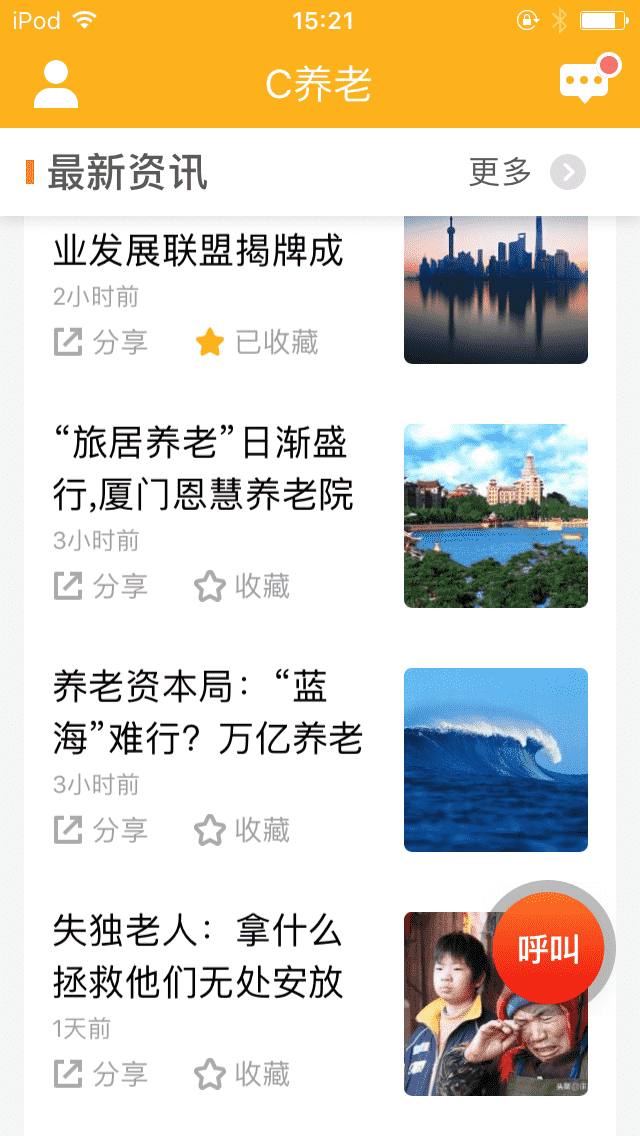 iPod 15:21
C养老
最新资讯 更多
业发展联盟揭牌成
2小时前
分享 已收藏
“旅居养老”日渐盛
行,厦门恩慧养老院
3小时前
分享 收藏
养老资本局：“蓝
海”难行？万亿养老
3小时前
分享 收藏
失独老人：拿什么
拯救他们无处安放
1天前
分享 收藏
呼叫